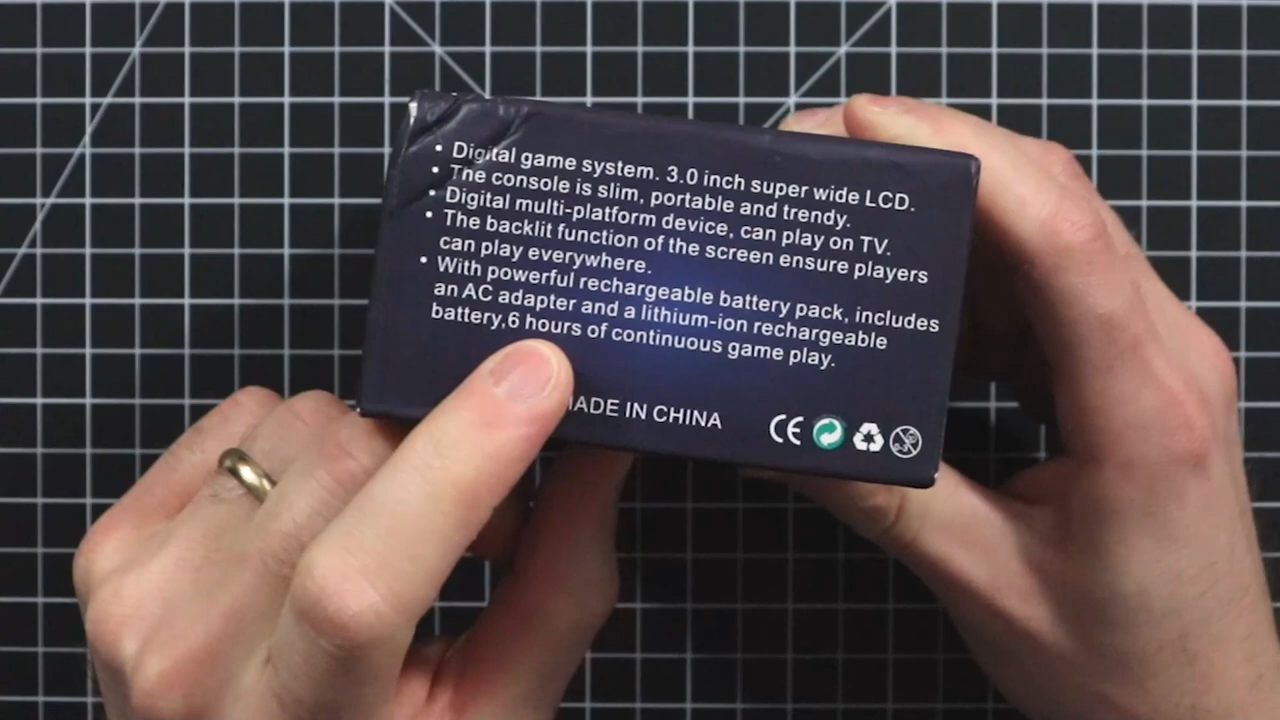 • Digital game system. 3.0 inch super wide LCD.
• The console is slim, portable and trendy.
• Digital multi-platform device, can play on TV.
• The backlit function of the screen ensure players
can play everywhere.
• With powerful rechargeable battery pack, includes
an AC adapter and a lithium-ion rechargeable
battery,6 hours of continuous game play.
MADE IN CHINA
CE 0-3